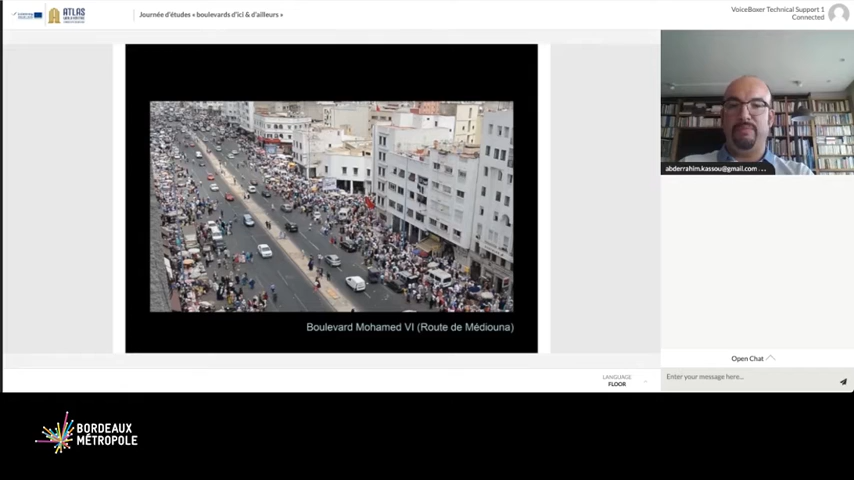 ATLAS
Journée d'études « boulevards d'ici & d'ailleurs »
VoiceBoxer Technical Support 1
Connected
abderrahim.kassou@gmail.com ...
Boulevard Mohamed VI (Route de Médiouna)
Open Chat
LANGUAGE
FLOOR
Enter your message here...
BORDEAUX
MÉTROPOLE